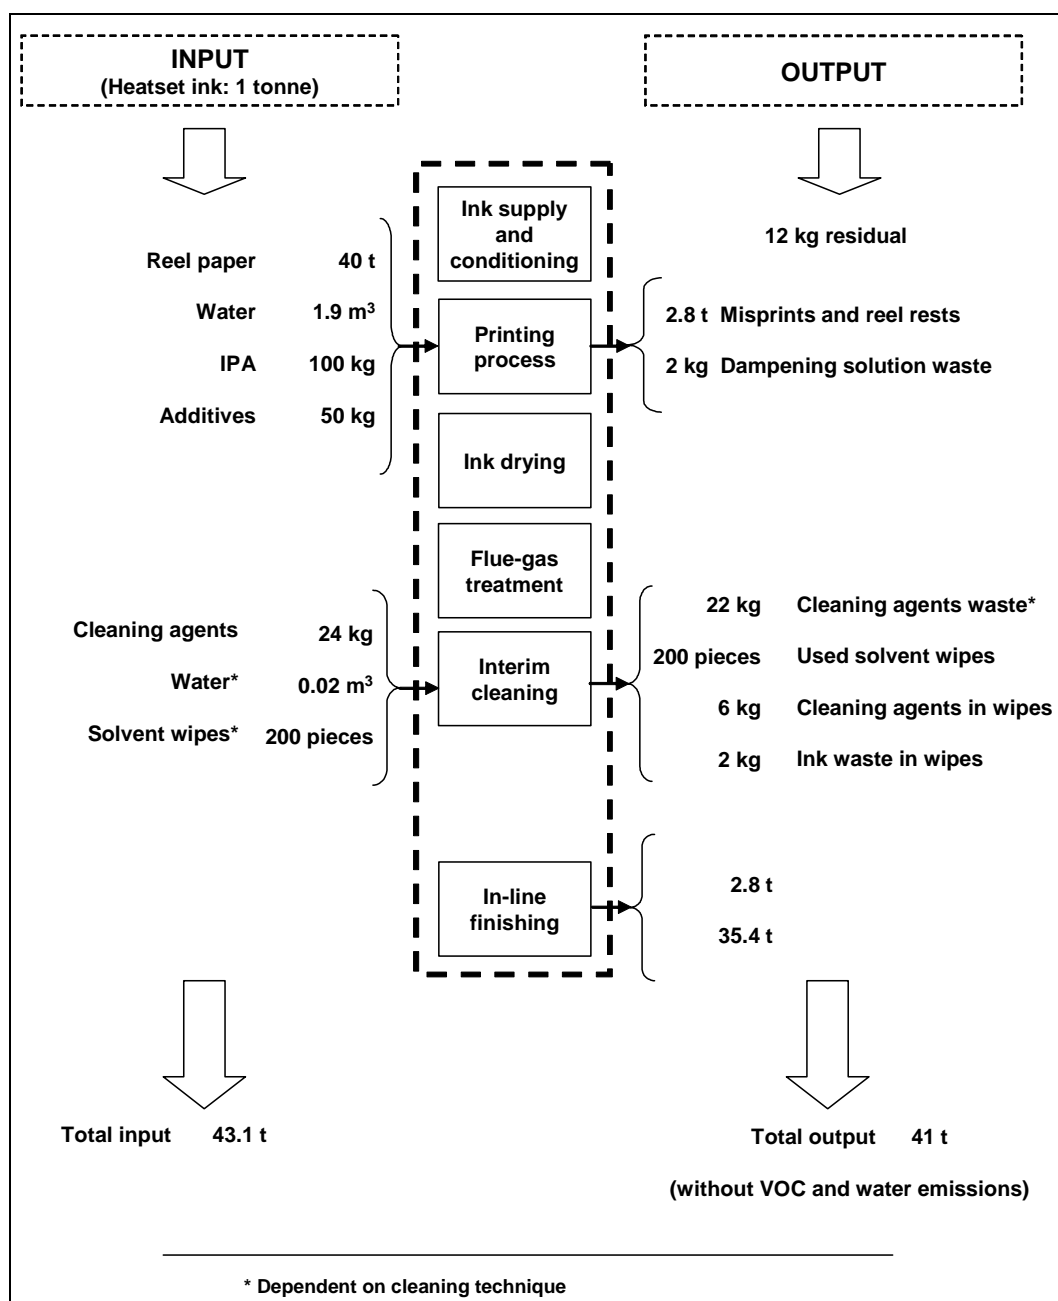 INPUT
(Heatset ink: 1 tonne)
OUTPUT
Ink supply
and
conditioning
12 kg residual
Reel paper 40 t
Water 1.9 m³
IPA 100 kg
Additives 50 kg
Printing
process
2.8 t Misprints and reel rests
2 kg Dampening solution waste
Ink drying
Flue-gas
treatment
Cleaning agents 24 kg
Water* 0.02 m³
Solvent wipes* 200 pieces
Interim
cleaning
22 kg Cleaning agents waste*
200 pieces Used solvent wipes
6 kg Cleaning agents in wipes
2 kg Ink waste in wipes
In-line
finishing
2.8 t
35.4 t
Total input 43.1 t
Total output 41 t
(without VOC and water emissions)
* Dependent on cleaning technique